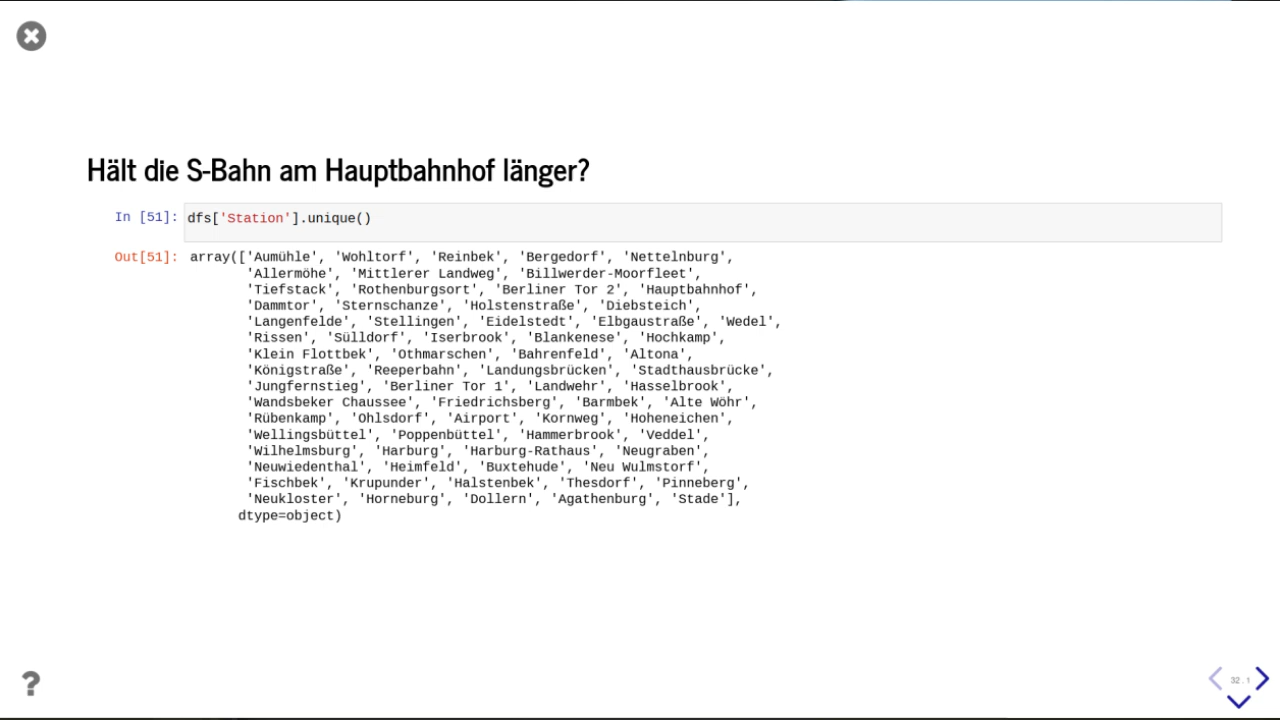 Hält die S-Bahn am Hauptbahnhof länger?
In [51]: dfs['Station'].unique()
Out[51]: array(['Aumühle', 'Wohltorf', 'Reinbek', 'Bergedorf', 'Nettelnburg',
'Allermöhe', 'Mittlerer Landweg', 'Billwerder-Moorfleet',
'Tiefstack', 'Rothenburgsort', 'Berliner Tor 2', 'Hauptbahnhof',
'Dammtor', 'Sternschanze', 'Holstenstraße', 'Diebsteich',
'Langenfelde', 'Stellingen', 'Eidelstedt', 'Elbgaustraße', 'Wedel',
'Rissen', 'Sülldorf', 'Iserbrook', 'Blankenese', 'Hochkamp',
'Klein Flottbek', 'Othmarschen', 'Bahrenfeld', 'Altona',
'Königstraße', 'Reeperbahn', 'Landungsbrücken', 'Stadthausbrücke',
'Jungfernstieg', 'Berliner Tor 1', 'Landwehr', 'Hasselbrook',
'Wandsbeker Chaussee', 'Friedrichsberg', 'Barmbek', 'Alte Wöhr',
'Rübenkamp', 'Ohlsdorf', 'Airport', 'Kornweg', 'Hoheneichen',
'Wellingsbüttel', 'Poppenbüttel', 'Hammerbrook', 'Veddel',
'Wilhelmsburg', 'Harburg', 'Harburg-Rathaus', 'Neugraben',
'Neuwiedenthal', 'Heimfeld', 'Buxtehude', 'Neu Wulmstorf',
'Fischbek', 'Krupunder', 'Halstenbek', 'Thesdorf', 'Pinneberg',
'Neukloster', 'Horneburg', 'Dollern', 'Agathenburg', 'Stade'],
dtype=object)
?
32.1